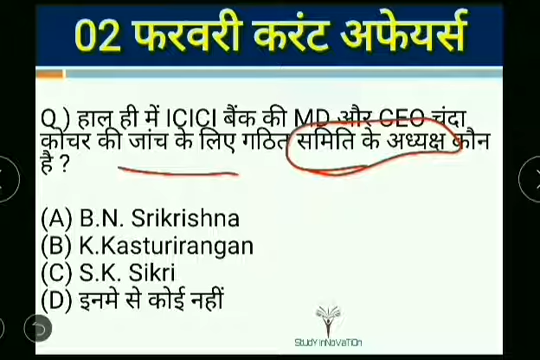 02 फरवरी करंट अफेयर्स
Q ) हाल ही में ICICI बैंक की MD और CEO चंदा
कोचर की जांच के लिए गठित समिति के अध्यक्ष कौन
है ?
(A) B.N. Srikrishna
(B) K.Kasturirangan
(C) S.K. Sikri
(D) इनमे से कोई नहीं
StudY inNoVaTiOn